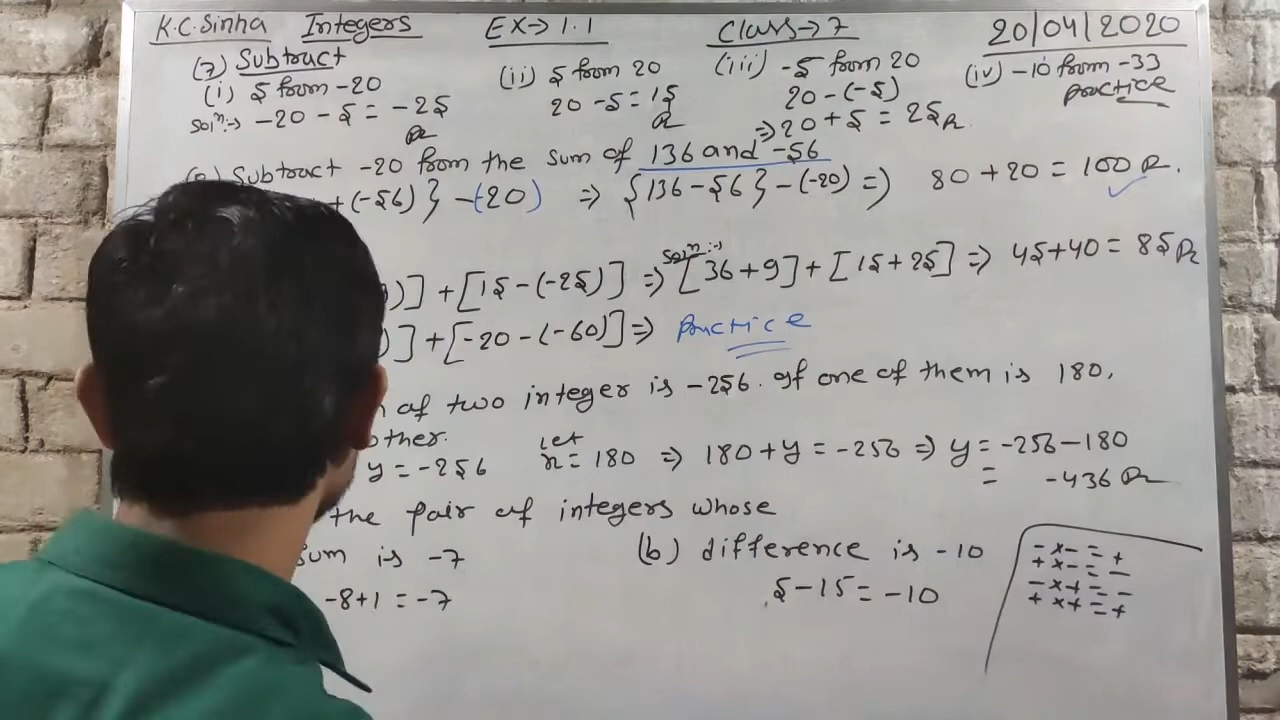 K.C.Sinha Integers EX→1.1 Class→7 20/04/2020
(7) Subtract
(i) 5 from -20 (ii) 5 from 20 (iii) -5 from 20 (iv) -10 from -33
Solⁿ:→ -20 - 5 = -25 20 - 5 = 15 20 - (-5) practice
⇒ 20 + 5 = 25
Subtract -20 from the sum of 136 and -56
+(-56)} -(20) ⇒ {136 - 56} - (-20) ⇒ 80 + 20 = 100
)] + [15 - (-25)] ⇒ Solⁿ:→ [36 + 9] + [15 + 25] ⇒ 45 + 40 = 85
)] + [-20 - (-60)] ⇒ practice
of two integer is -256. If one of them is 180,
other.
y = -256 let x = 180 ⇒ 180 + y = -256 ⇒ y = -256 - 180
= -436
the pair of integers whose
sum is -7 (b) difference is -10
-8 + 1 = -7 5 - 15 = -10
- × - = +
+ × - = -
- × + = -
+ × + = +